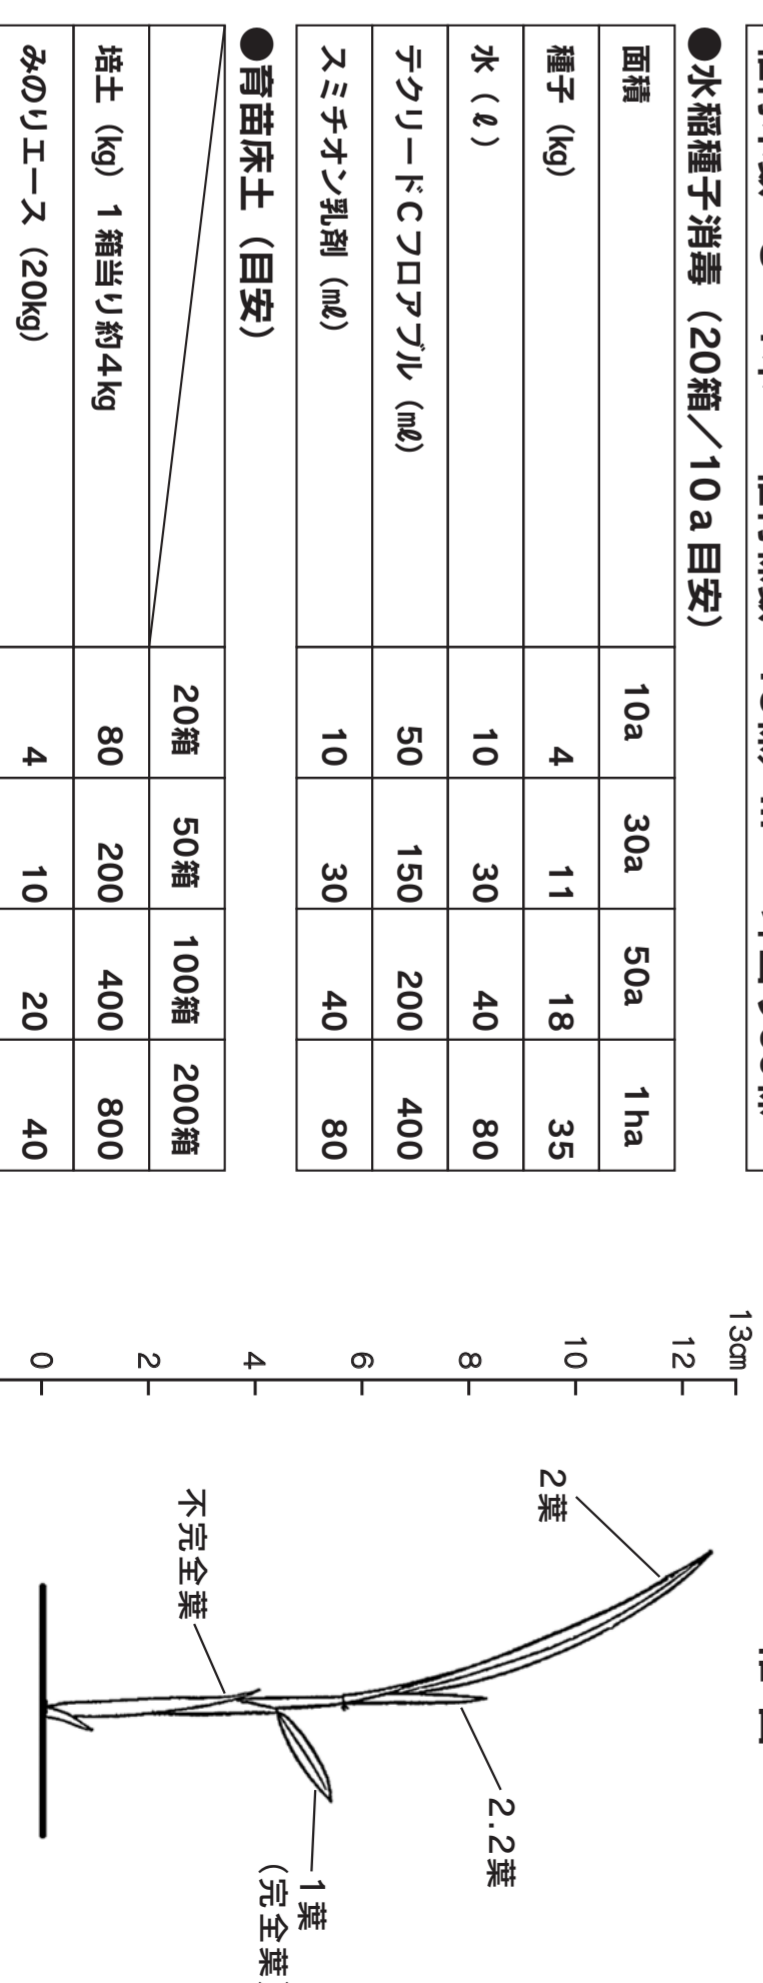 ●水稲種子消毒（20箱／10a目安）
面積 10a 30a 50a 1ha
種子（kg） 4 11 18 35
水（ℓ） 10 30 40 80
テクリードCフロアブル（㎖） 50 150 200 400
スミチオン乳剤（㎖） 10 30 40 80
●育苗床土（目安）
20箱 50箱 100箱 200箱
培土（kg）1箱当り約4kg 80 200 400 800
みのりエース（20kg） 4 10 20 40
13㎝
12
10
8
6
4
2
0
2葉
2.2葉
不完全葉
1葉
（完全葉